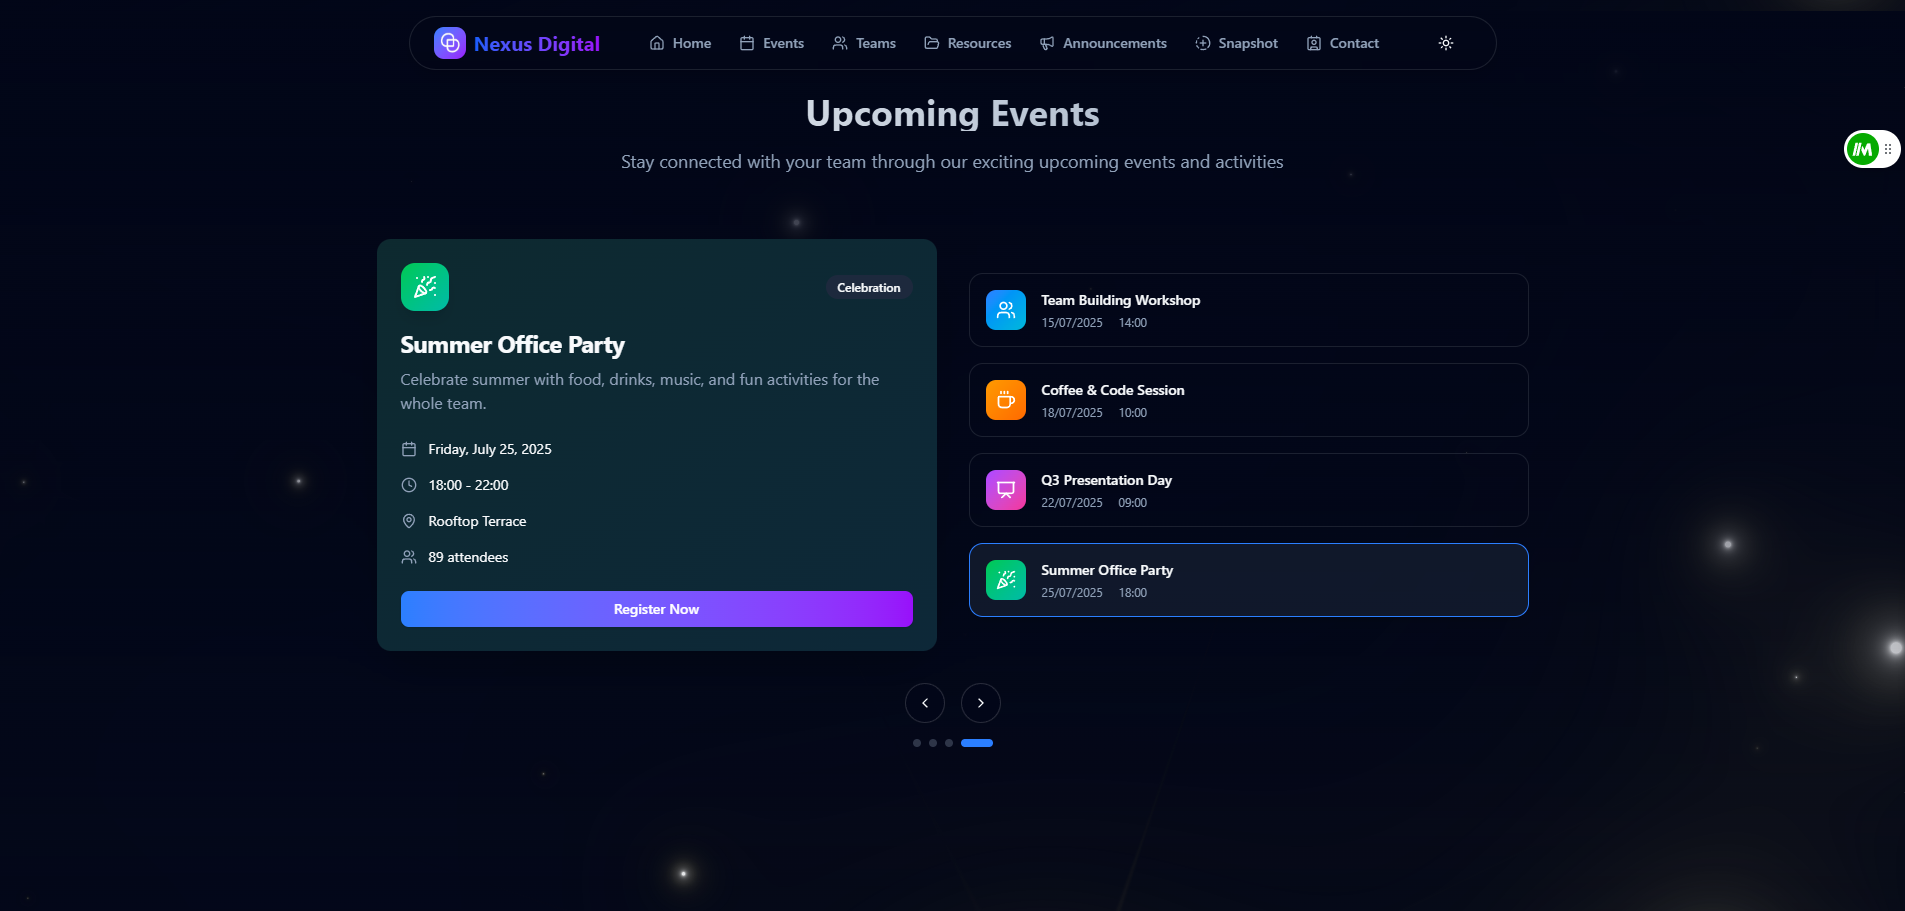 Nexus Digital
Home
Events
Teams
Resources
Announcements
Snapshot
Contact
Upcoming Events
Stay connected with your team through our exciting upcoming events and activities
Celebration
Summer Office Party
Celebrate summer with food, drinks, music, and fun activities for the
whole team.
Friday, July 25, 2025
18:00 - 22:00
Rooftop Terrace
89 attendees
Register Now
Team Building Workshop
15/07/2025 14:00
Coffee & Code Session
18/07/2025 10:00
Q3 Presentation Day
22/07/2025 09:00
Summer Office Party
25/07/2025 18:00